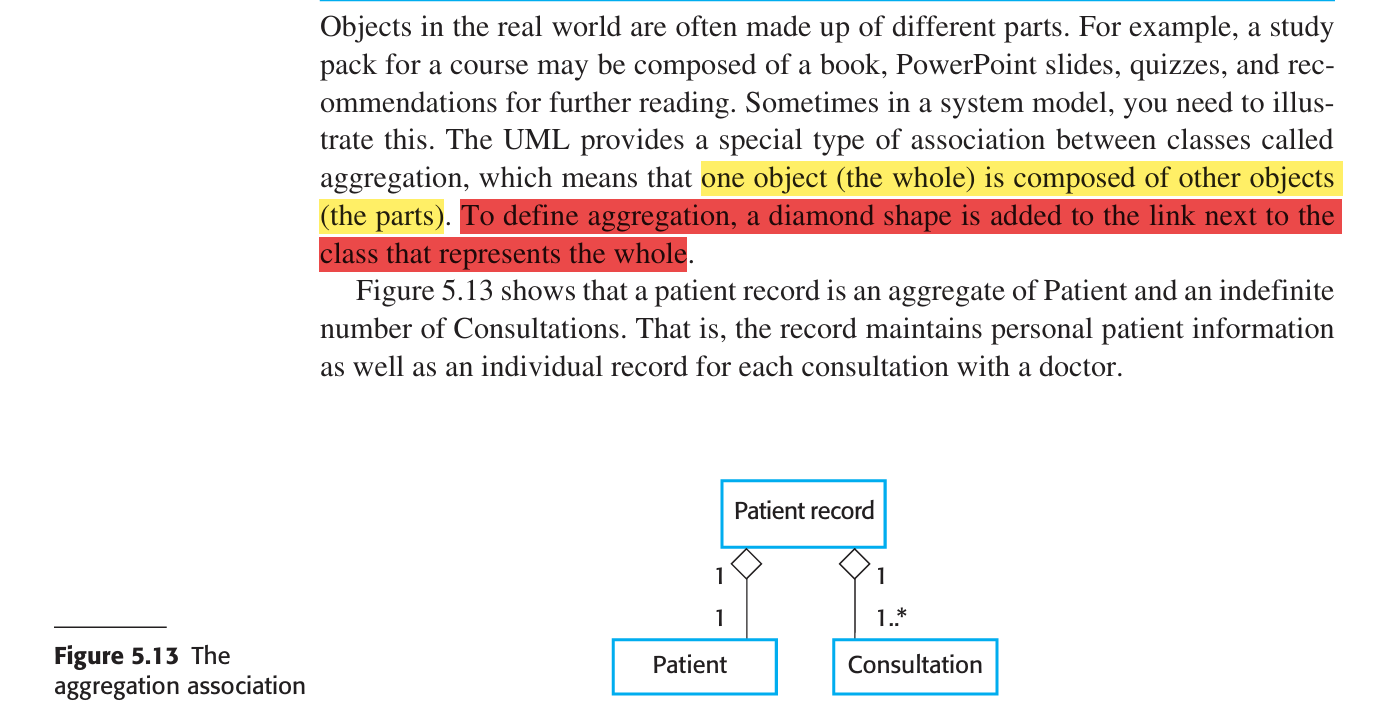 Objects in the real world are often made up of different parts. For example, a study
pack for a course may be composed of a book, PowerPoint slides, quizzes, and rec-
ommendations for further reading. Sometimes in a system model, you need to illus-
trate this. The UML provides a special type of association between classes called
aggregation, which means that one object (the whole) is composed of other objects
(the parts). To define aggregation, a diamond shape is added to the link next to the
class that represents the whole.
Figure 5.13 shows that a patient record is an aggregate of Patient and an indefinite
number of Consultations. That is, the record maintains personal patient information
as well as an individual record for each consultation with a doctor.
Patient record
1
1
1
1..*
Patient
Consultation
Figure 5.13 The
aggregation association